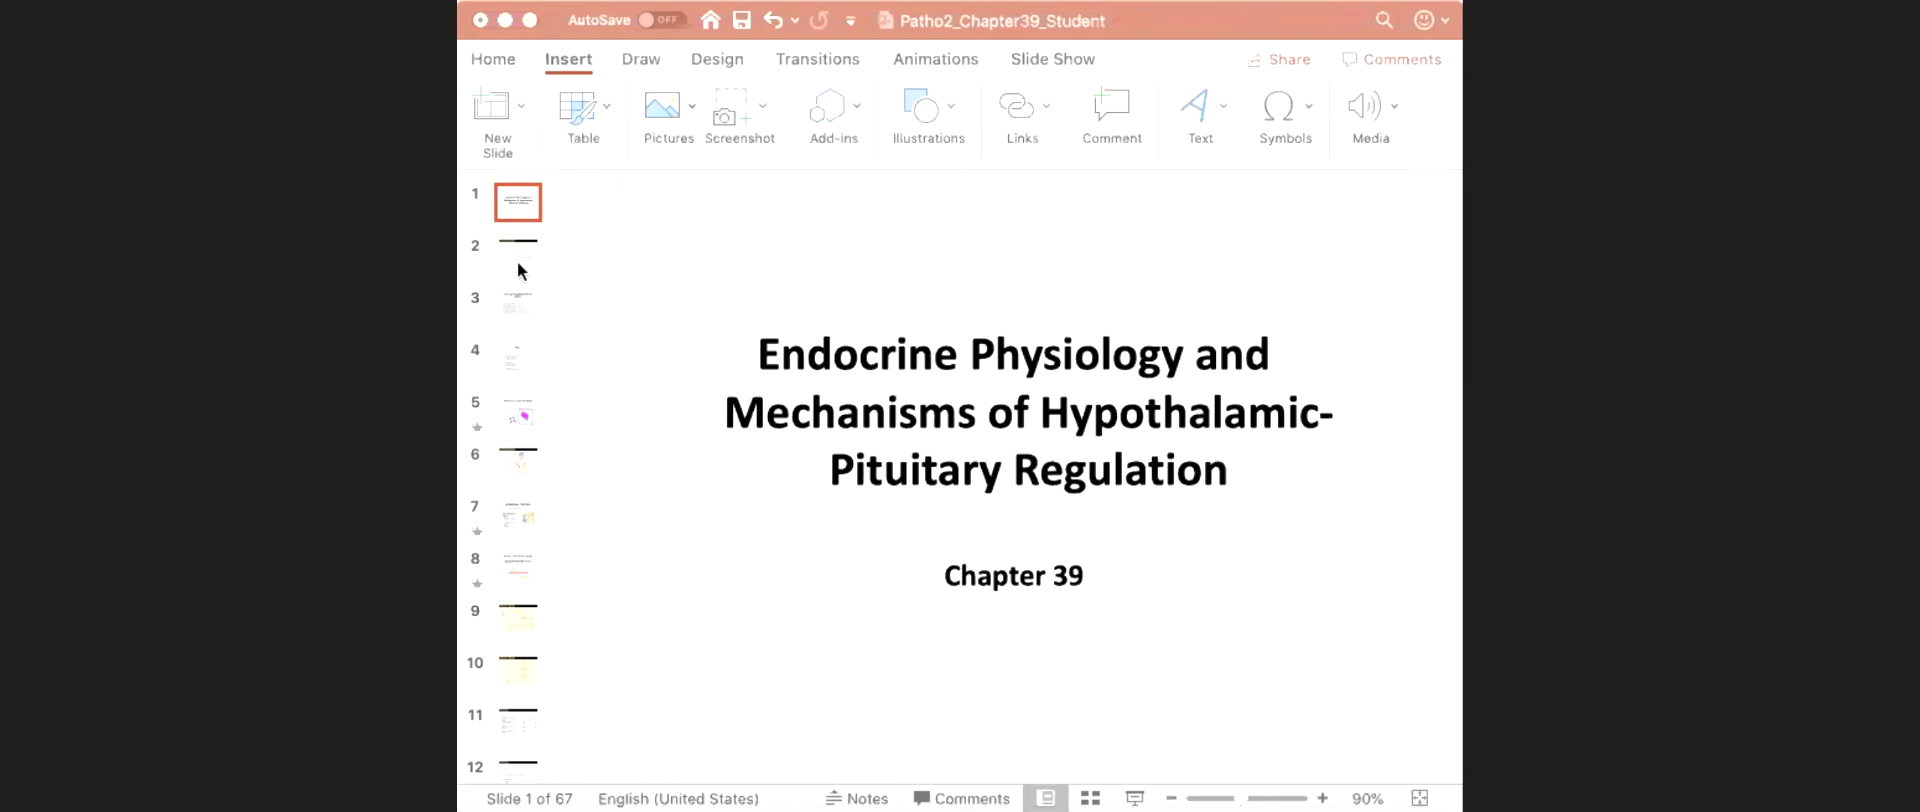 AutoSave OFF Patho2_Chapter39_Student
Home Insert Draw Design Transitions Animations Slide Show Share Comments
New Slide Table Pictures Screenshot Add-ins Illustrations Links Comment Text Symbols Media
1
2
3
4
5
6
7
8
9
10
11
12
Endocrine Physiology and
Mechanisms of Hypothalamic-
Pituitary Regulation
Chapter 39
Slide 1 of 67 English (United States) Notes Comments 90%